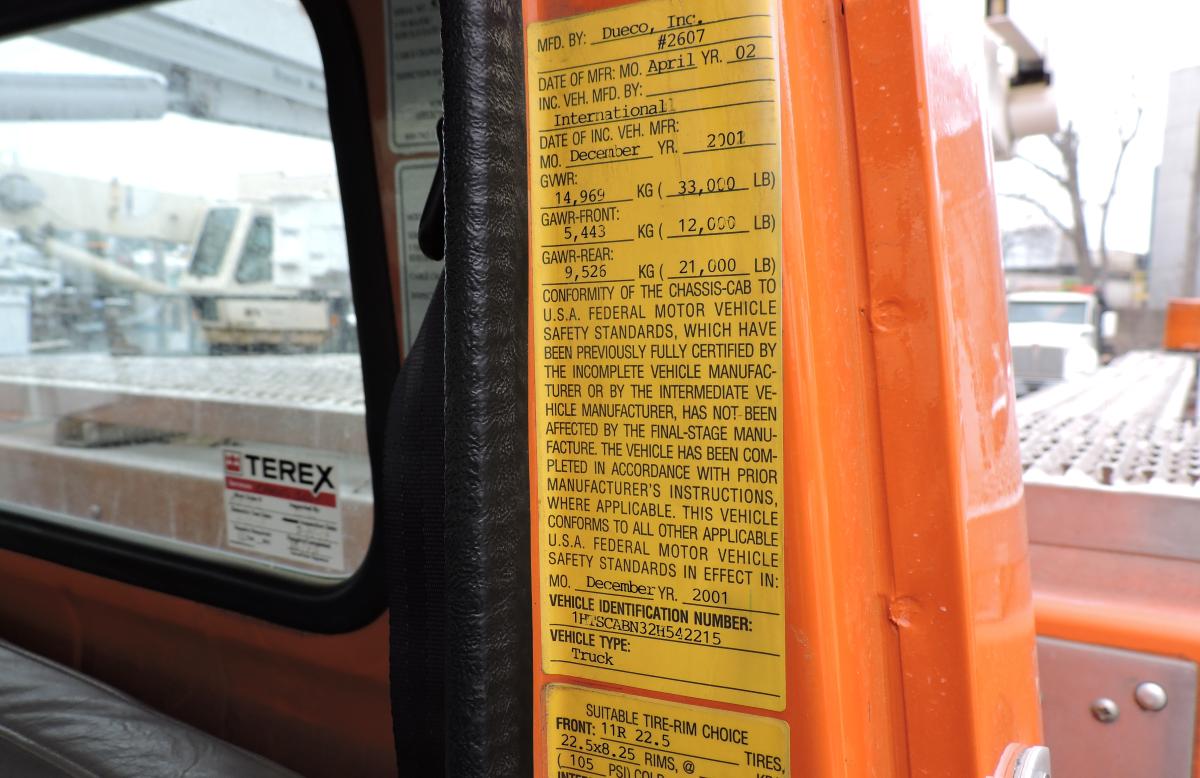 MFD. BY: Dueco, Inc.
#2607
DATE OF MFR: MO. April YR. 02
INC. VEH. MFD. BY:
International
DATE OF INC. VEH. MFR:
MO. December YR. 2001
GVWR:
14,969 KG ( 33,000 LB)
GAWR-FRONT:
5,443 KG ( 12,000 LB)
GAWR-REAR:
9,526 KG ( 21,000 LB)
CONFORMITY OF THE CHASSIS-CAB TO
U.S.A. FEDERAL MOTOR VEHICLE
SAFETY STANDARDS, WHICH HAVE
BEEN PREVIOUSLY FULLY CERTIFIED BY
THE INCOMPLETE VEHICLE MANUFAC-
TURER OR BY THE INTERMEDIATE VE-
HICLE MANUFACTURER, HAS NOT BEEN
AFFECTED BY THE FINAL-STAGE MANU-
FACTURE. THE VEHICLE HAS BEEN COM-
PLETED IN ACCORDANCE WITH PRIOR
MANUFACTURER'S INSTRUCTIONS,
WHERE APPLICABLE. THIS VEHICLE
CONFORMS TO ALL OTHER APPLICABLE
U.S.A. FEDERAL MOTOR VEHICLE
SAFETY STANDARDS IN EFFECT IN:
MO. December YR. 2001
VEHICLE IDENTIFICATION NUMBER:
1HTSCABN32H542215
VEHICLE TYPE:
Truck
SUITABLE TIRE-RIM CHOICE
FRONT: 11R 22.5 TIRES,
22.5x8.25 RIMS, @
( 105 PSI) COLD
TEREX